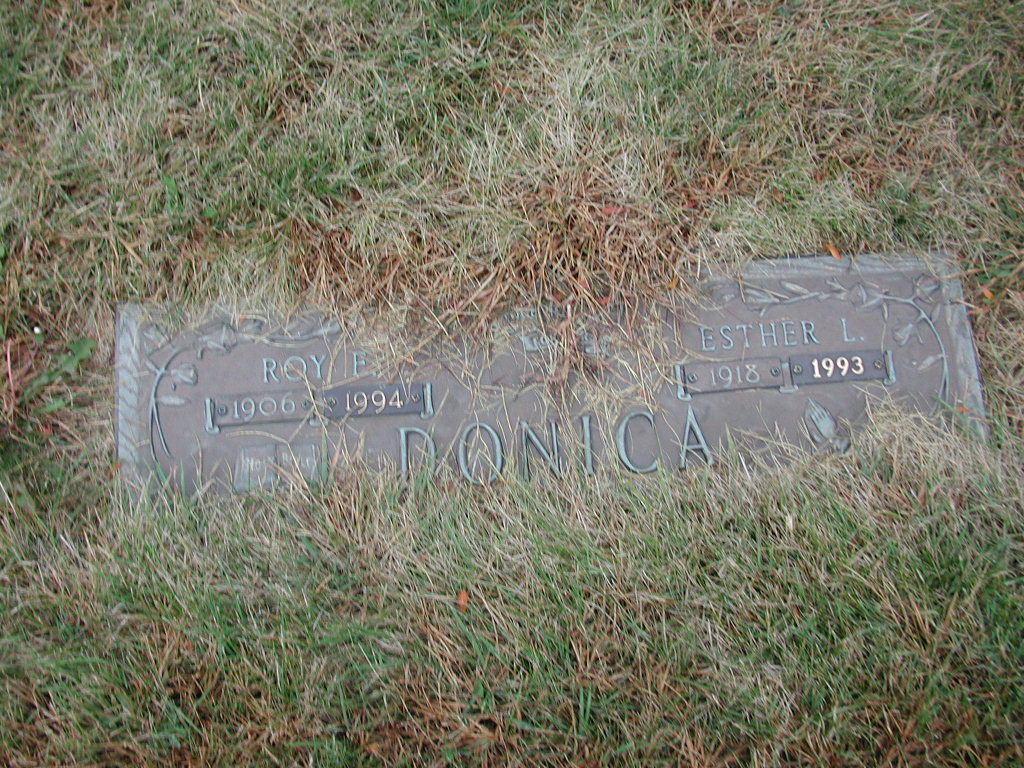 ROY E.
1906 1994
ESTHER L.
1918 1993
DONICA